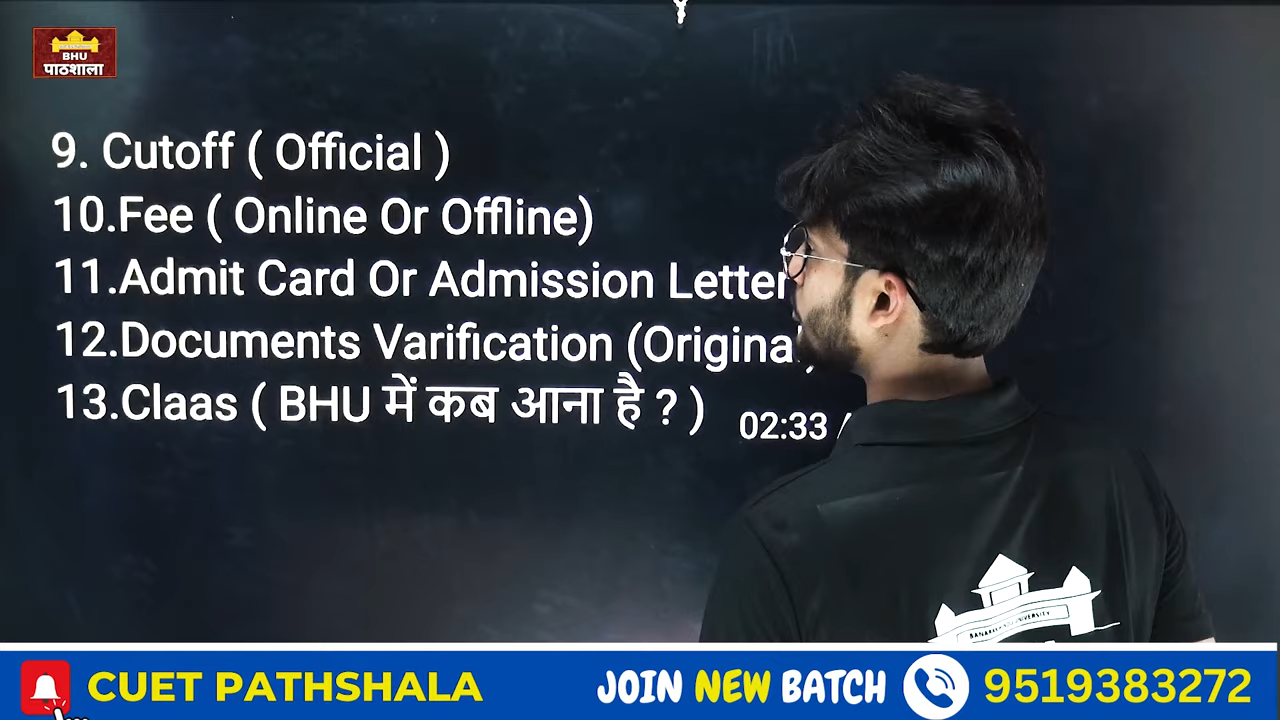 BHU
पाठशाला
9. Cutoff ( Official )
10.Fee ( Online Or Offline)
11.Admit Card Or Admission Letter
12.Documents Varification (Original)
13.Claas ( BHU में कब आना है ? )
02:33
CUET PATHSHALA
JOIN NEW BATCH
9519383272